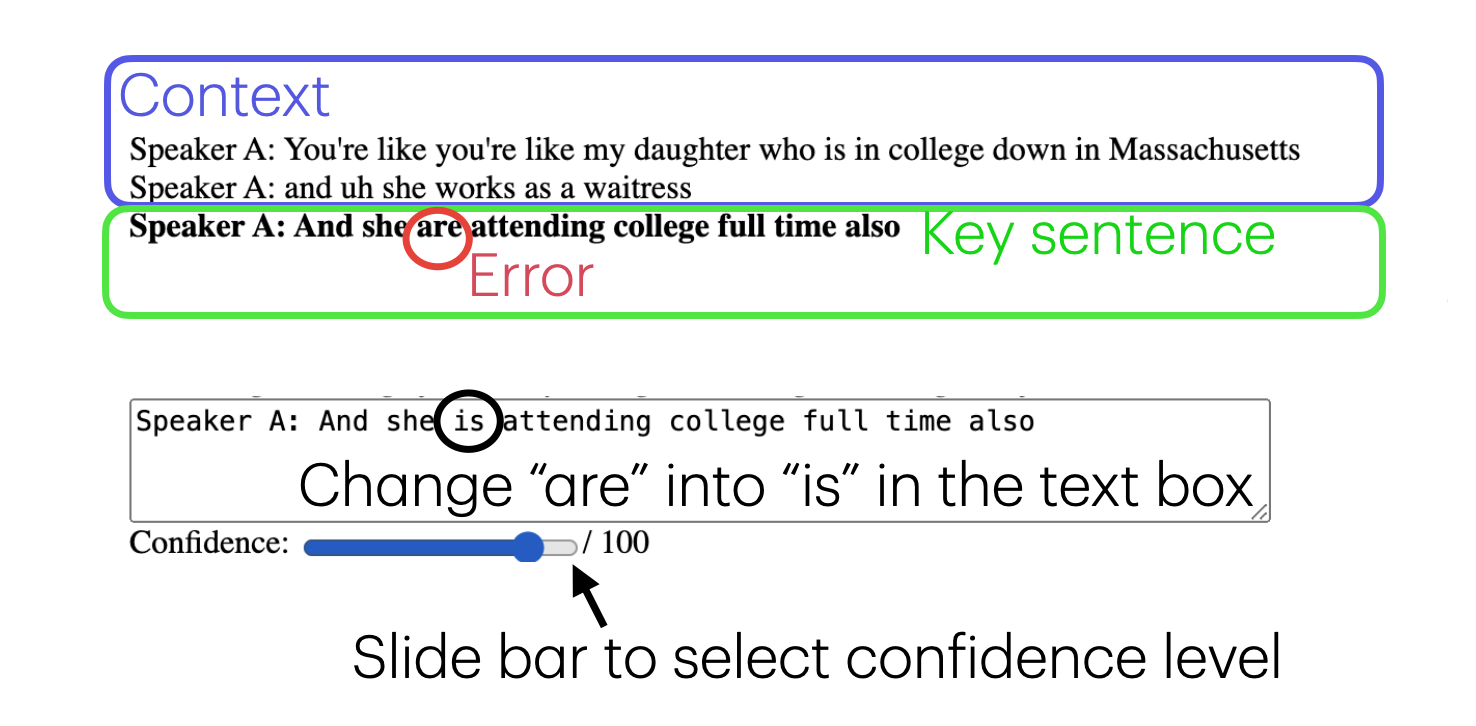 Context
Speaker A: You're like you're like my daughter who is in college down in Massachusetts
Speaker A: and uh she works as a waitress
Speaker A: And she are attending college full time also
Key sentence
Error
Speaker A: And she is attending college full time also
Change “are” into “is” in the text box
Confidence: / 100
Slide bar to select confidence level